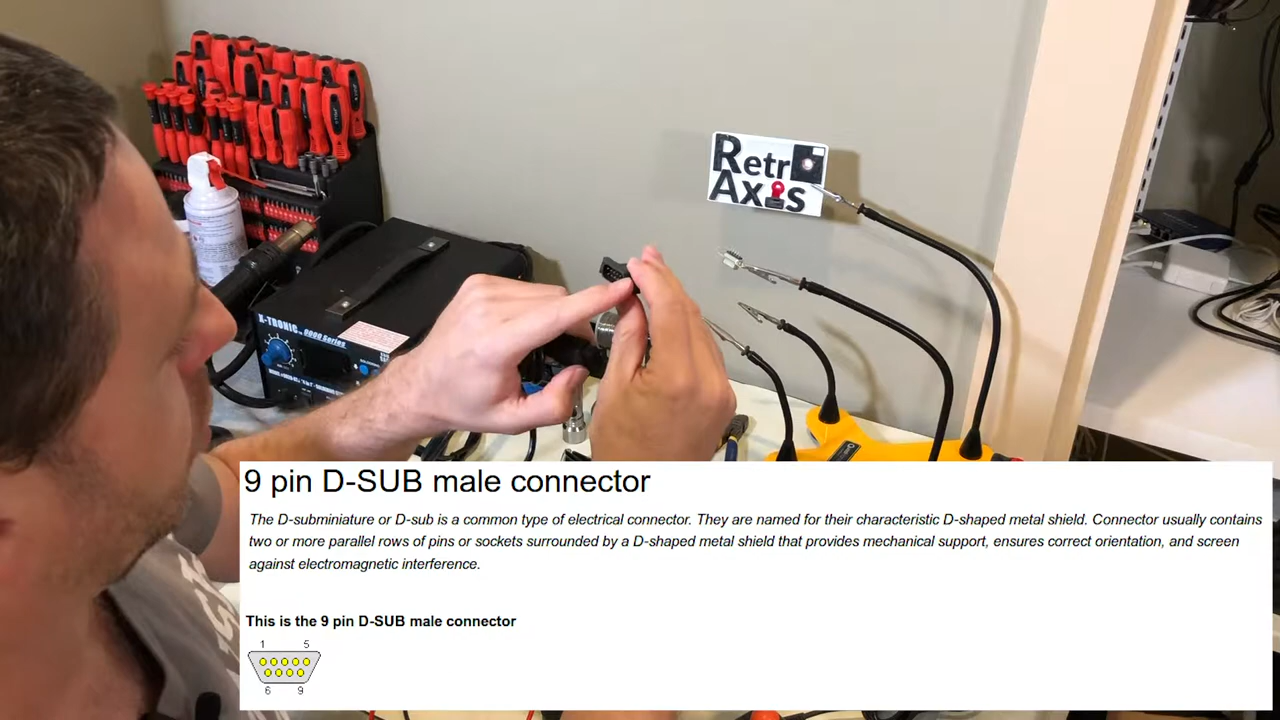 Retr
Axis
X-TRONIC 8000 Series
9 pin D-SUB male connector
The D-subminiature or D-sub is a common type of electrical connector. They are named for their characteristic D-shaped metal shield. Connector usually contains
two or more parallel rows of pins or sockets surrounded by a D-shaped metal shield that provides mechanical support, ensures correct orientation, and screen
against electromagnetic interference.
This is the 9 pin D-SUB male connector
1 5
6 9